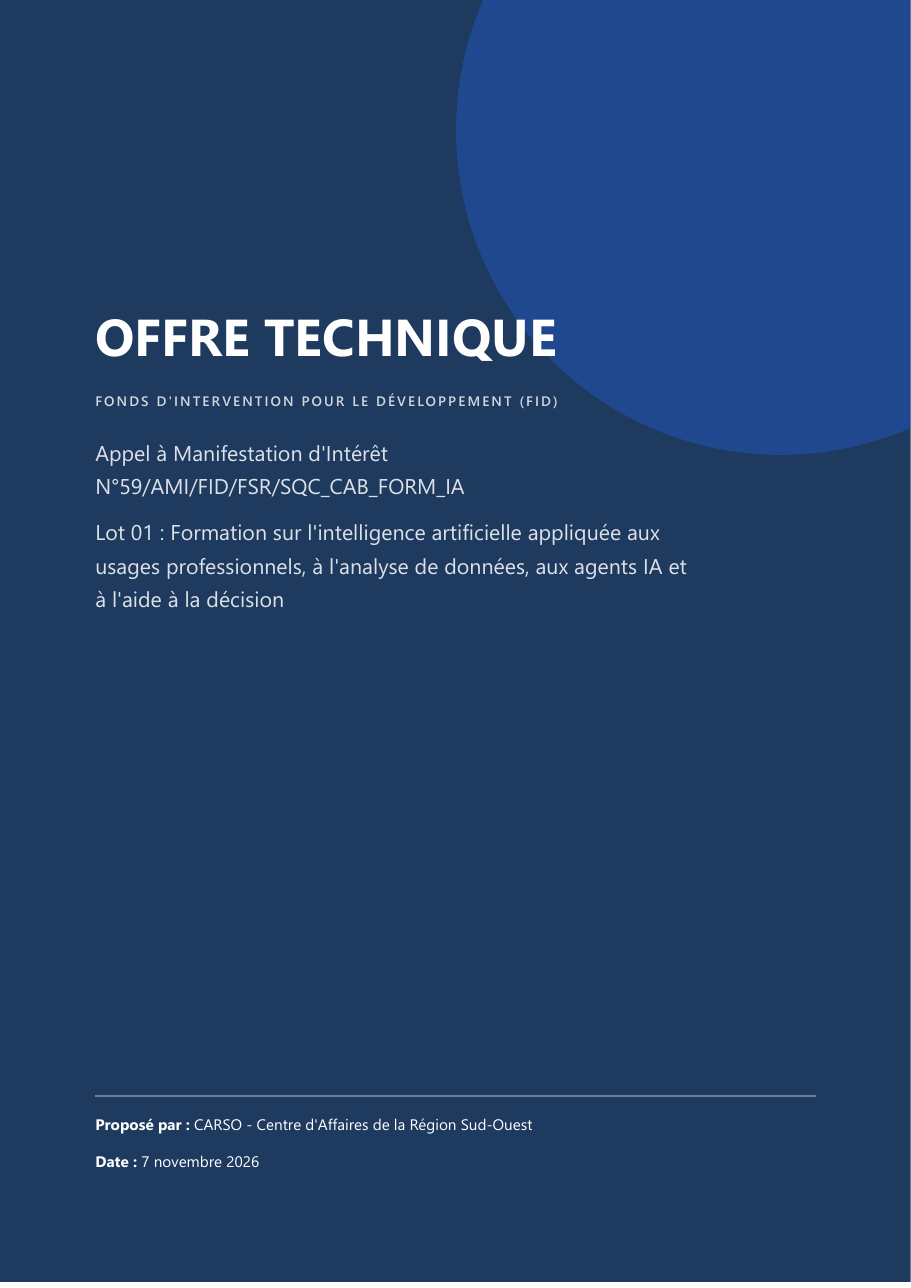 OFFRE TECHNIQUE
FONDS D'INTERVENTION POUR LE DÉVELOPPEMENT (FID)
Appel à Manifestation d'Intérêt
N°59/AMI/FID/FSR/SQC_CAB_FORM_IA
Lot 01 : Formation sur l'intelligence artificielle appliquée aux
usages professionnels, à l'analyse de données, aux agents IA et
à l'aide à la décision
Proposé par : CARSO - Centre d'Affaires de la Région Sud-Ouest
Date : 7 novembre 2026